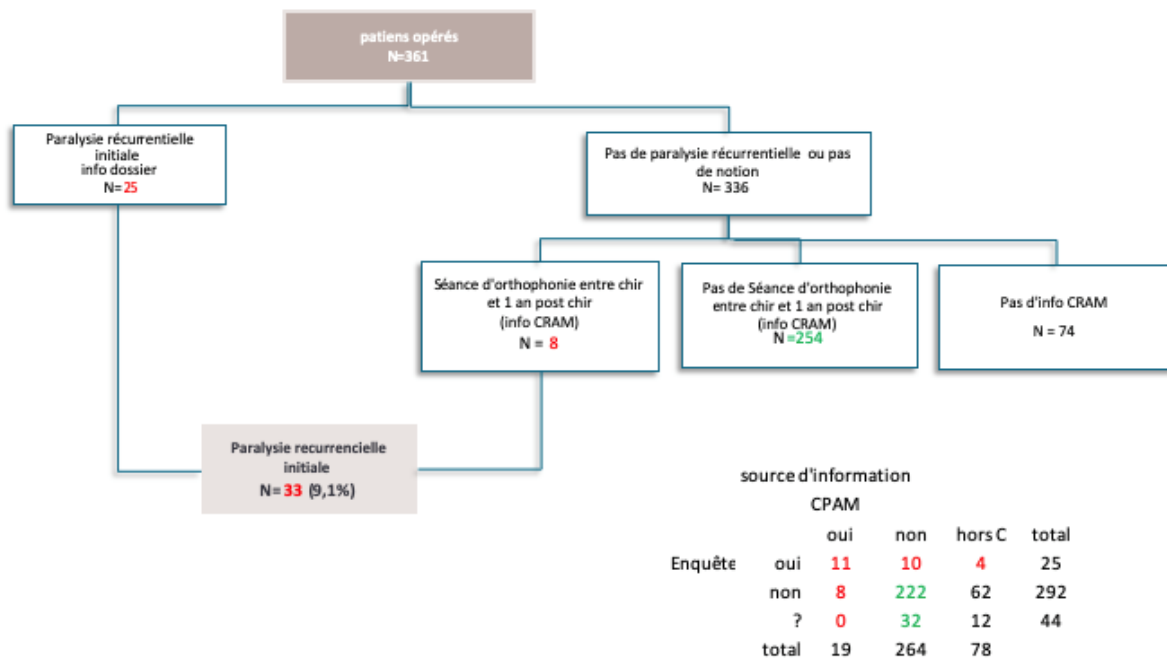 patiens opérés
N=361
Paralysie récurrentielle
initiale
info dossier
N=25
Pas de paralysie récurrentielle ou pas
de notion
N= 336
Séance d'orthophonie entre chir
et 1 an post chir
(info CRAM)
N = 8
Pas de Séance d'orthophonie
entre chir et 1 an post chir
(info CRAM)
N =254
Pas d'info CRAM
N = 74
Paralysie recurrencielle
initiale
N= 33 (9,1%)
source d'information
CPAM
oui non hors C total
Enquête oui 11 10 4 25
non 8 222 62 292
? 0 32 12 44
total 19 264 78